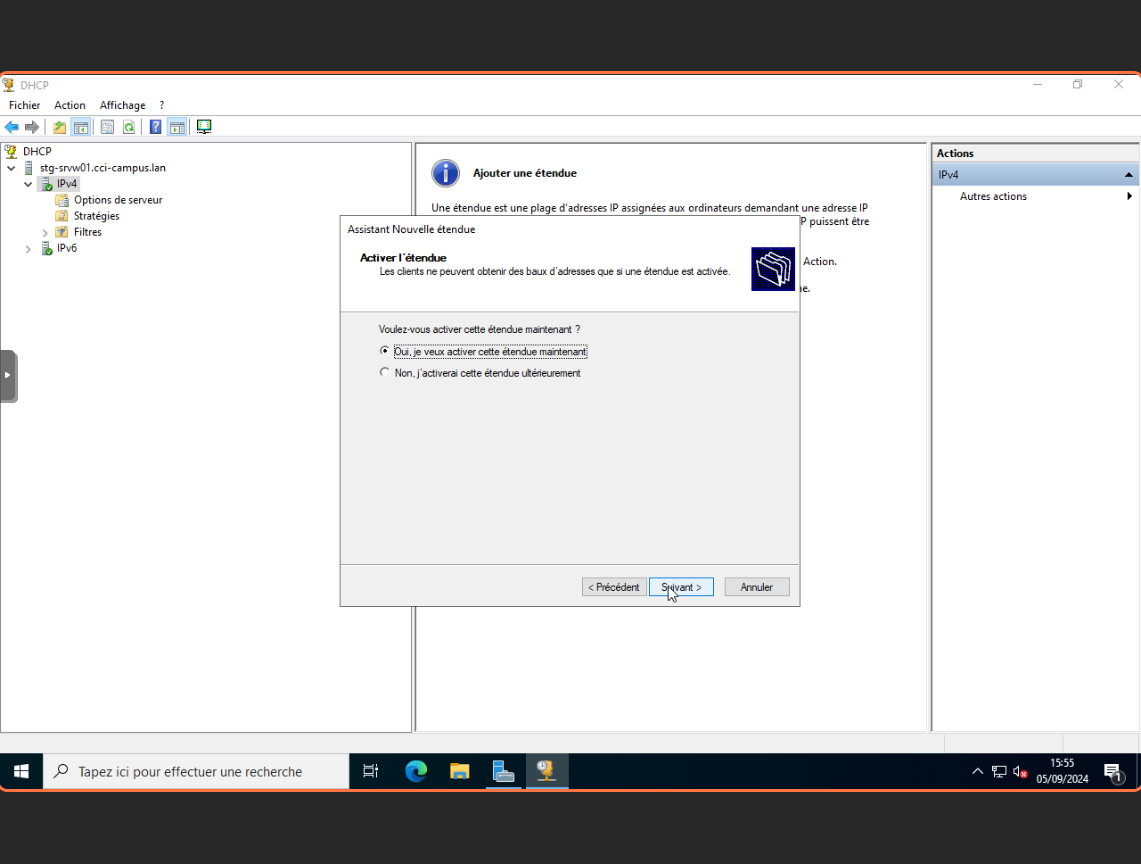 DHCP
Fichier Action Affichage ?
DHCP
stg-srvw01.cci-campus.lan
IPv4
Options de serveur
Stratégies
Filtres
IPv6
Ajouter une étendue
Une étendue est une plage d'adresses IP assignées aux ordinateurs demandant une adresse IP
P puissent être
Action.
ne.
Assistant Nouvelle étendue
Activer l'étendue
Les clients ne peuvent obtenir des baux d'adresses que si une étendue est activée.
Voulez-vous activer cette étendue maintenant ?
Oui, je veux activer cette étendue maintenant
Non, j'activerai cette étendue ultérieurement
< Précédent Suivant > Annuler
Actions
IPv4
Autres actions
Tapez ici pour effectuer une recherche
15:55
05/09/2024
1